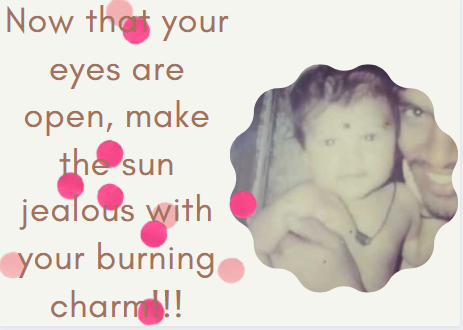 Now that your
eyes are
open, make
the sun
jealous with
your burning
charm!!!